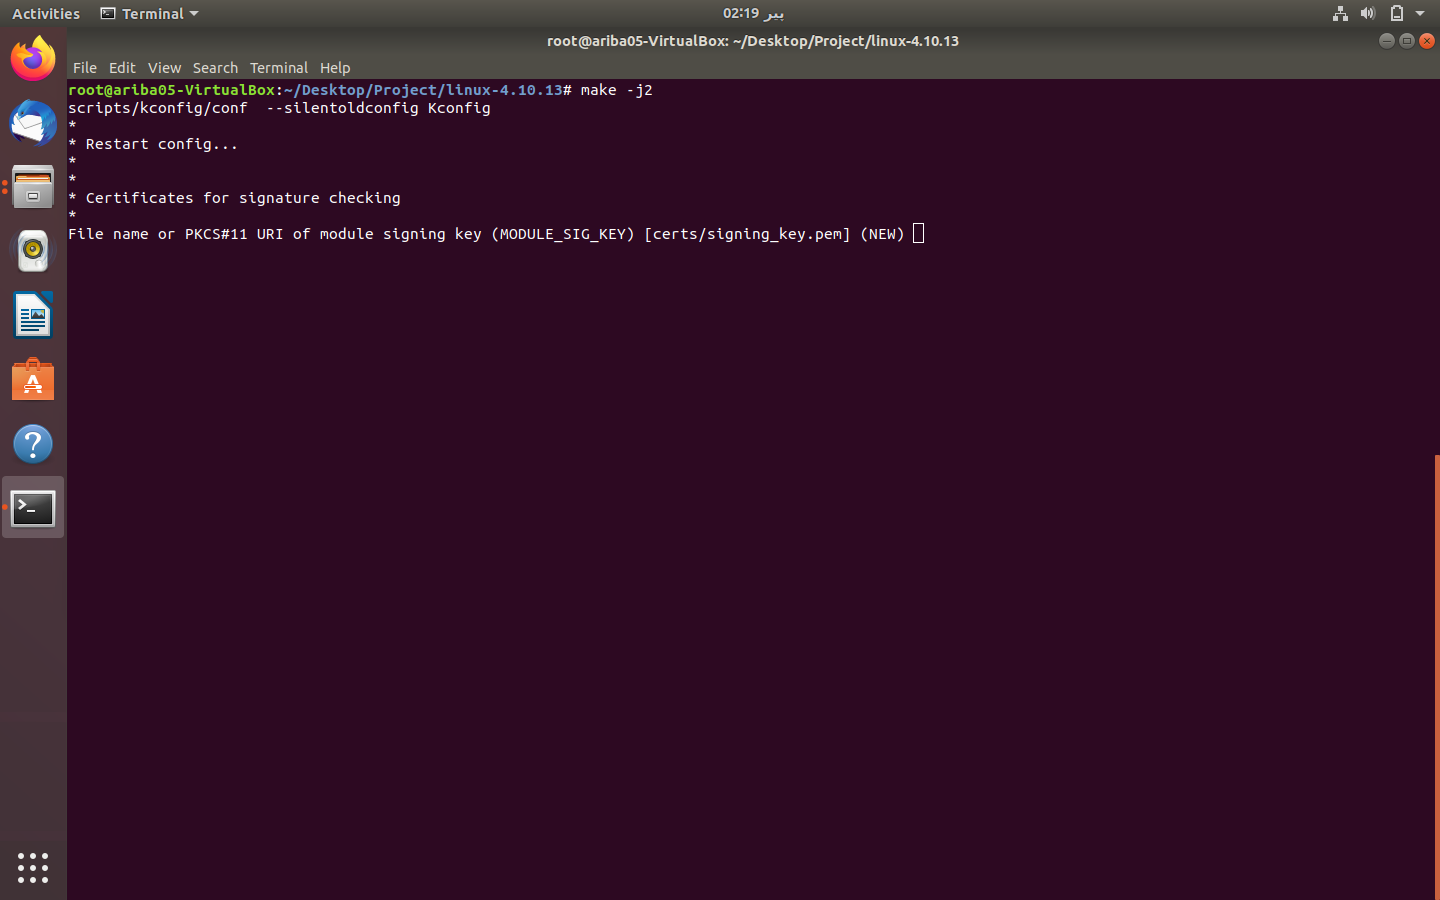 Activities
Terminal
پیر 02:19
root@ariba05-VirtualBox: ~/Desktop/Project/linux-4.10.13
File Edit View Search Terminal Help
root@ariba05-VirtualBox:~/Desktop/Project/linux-4.10.13# make -j2
scripts/kconfig/conf  --silentoldconfig Kconfig
*
* Restart config...
*
*
* Certificates for signature checking
*
File name or PKCS#11 URI of module signing key (MODULE_SIG_KEY) [certs/signing_key.pem] (NEW)